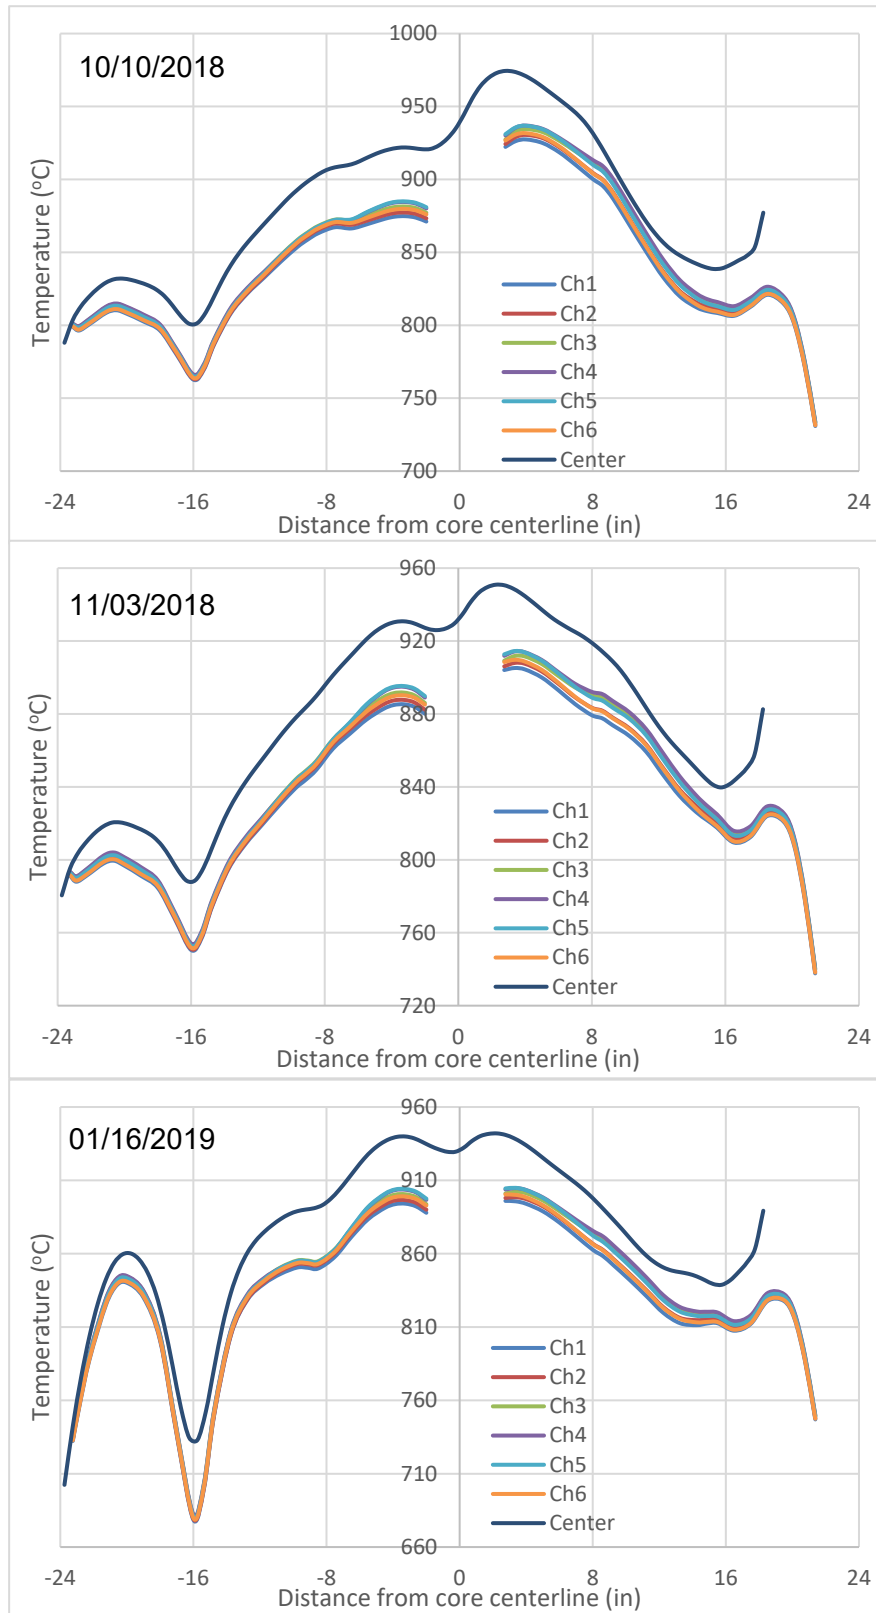 10/10/2018
1000
950
900
850
800
750
700
Temperature (°C)
Ch1
Ch2
Ch3
Ch4
Ch5
Ch6
Center
-24 -16 -8 0 8 16 24
Distance from core centerline (in)
11/03/2018
960
920
880
840
800
760
720
Temperature (°C)
Ch1
Ch2
Ch3
Ch4
Ch5
Ch6
Center
-24 -16 -8 0 8 16 24
Distance from core centerline (in)
01/16/2019
960
910
860
810
760
710
660
Temperature (°C)
Ch1
Ch2
Ch3
Ch4
Ch5
Ch6
Center
-24 -16 -8 0 8 16 24
Distance from core centerline (in)